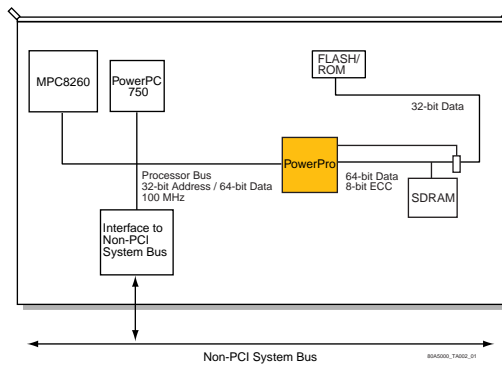 MPC8260
PowerPC
750
FLASH/
ROM
32-bit Data
PowerPro
Processor Bus
32-bit Address / 64-bit Data
100 MHz
64-bit Data
8-bit ECC
SDRAM
Interface to
Non-PCI
System Bus
Non-PCI System Bus
80A5000_TA002_01